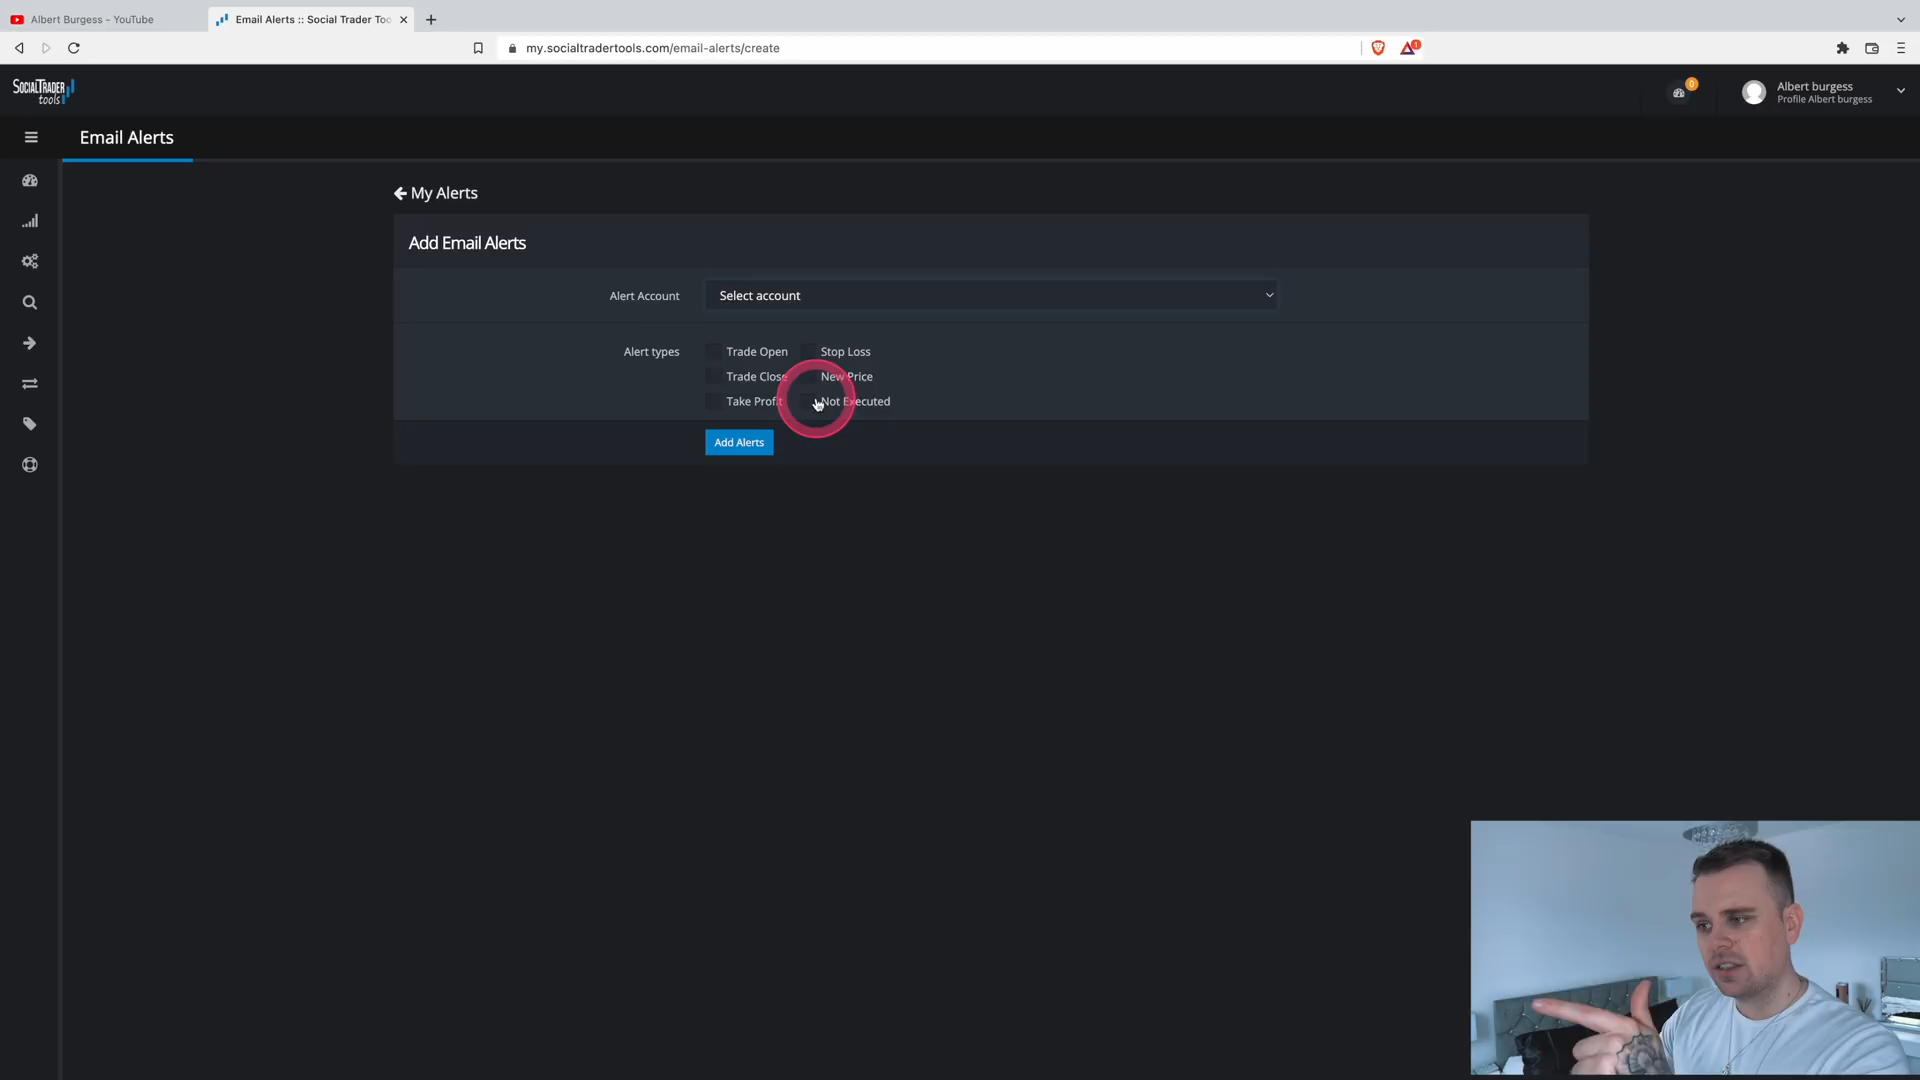 Albert Burgess - YouTube
Email Alerts :: Social Trader Too
my.socialtradertools.com/email-alerts/create
1
SOCIALTRADER
tools
0
Albert burgess
Profile Albert burgess
Email Alerts
My Alerts
Add Email Alerts
Alert Account
Select account
Alert types
Trade Open
Stop Loss
Trade Close
New Price
Take Profit
Not Executed
Add Alerts